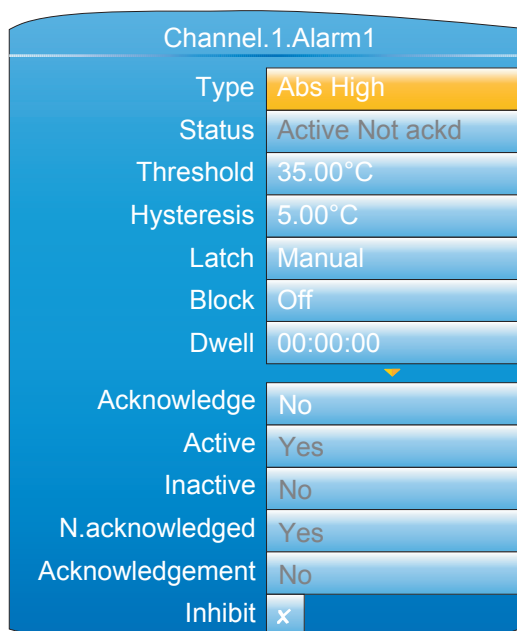 Channel.1.Alarm1
Type Abs High
Status Active Not ackd
Threshold 35.00°C
Hysteresis 5.00°C
Latch Manual
Block Off
Dwell 00:00:00
Acknowledge No
Active Yes
Inactive No
N.acknowledged Yes
Acknowledgement No
Inhibit ✗